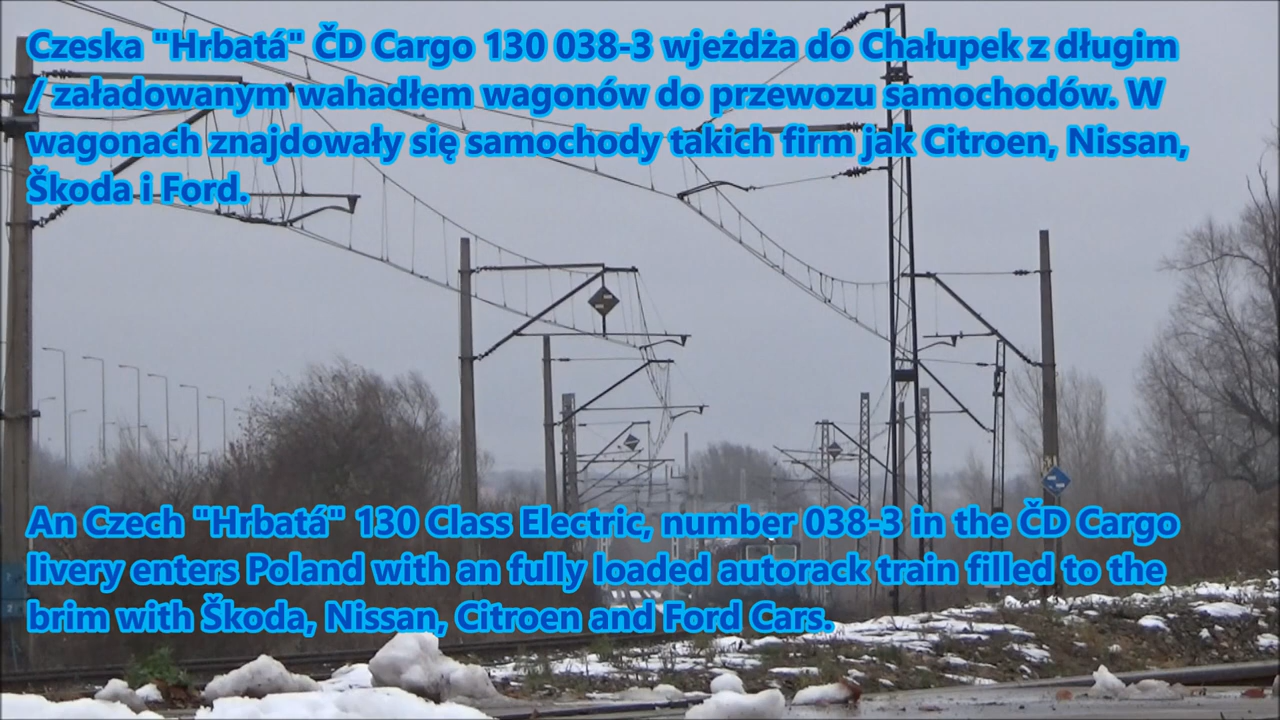 Czeska "Hrbatá" ČD Cargo 130 038-3 wjeżdża do Chałupek z długim
/ załadowanym wahadłem wagonów do przewozu samochodów. W
wagonach znajdowały się samochody takich firm jak Citroen, Nissan,
Škoda i Ford.
An Czech "Hrbatá" 130 Class Electric, number 038-3 in the ČD Cargo
livery enters Poland with an fully loaded autorack train filled to the
brim with Škoda, Nissan, Citroen and Ford Cars.